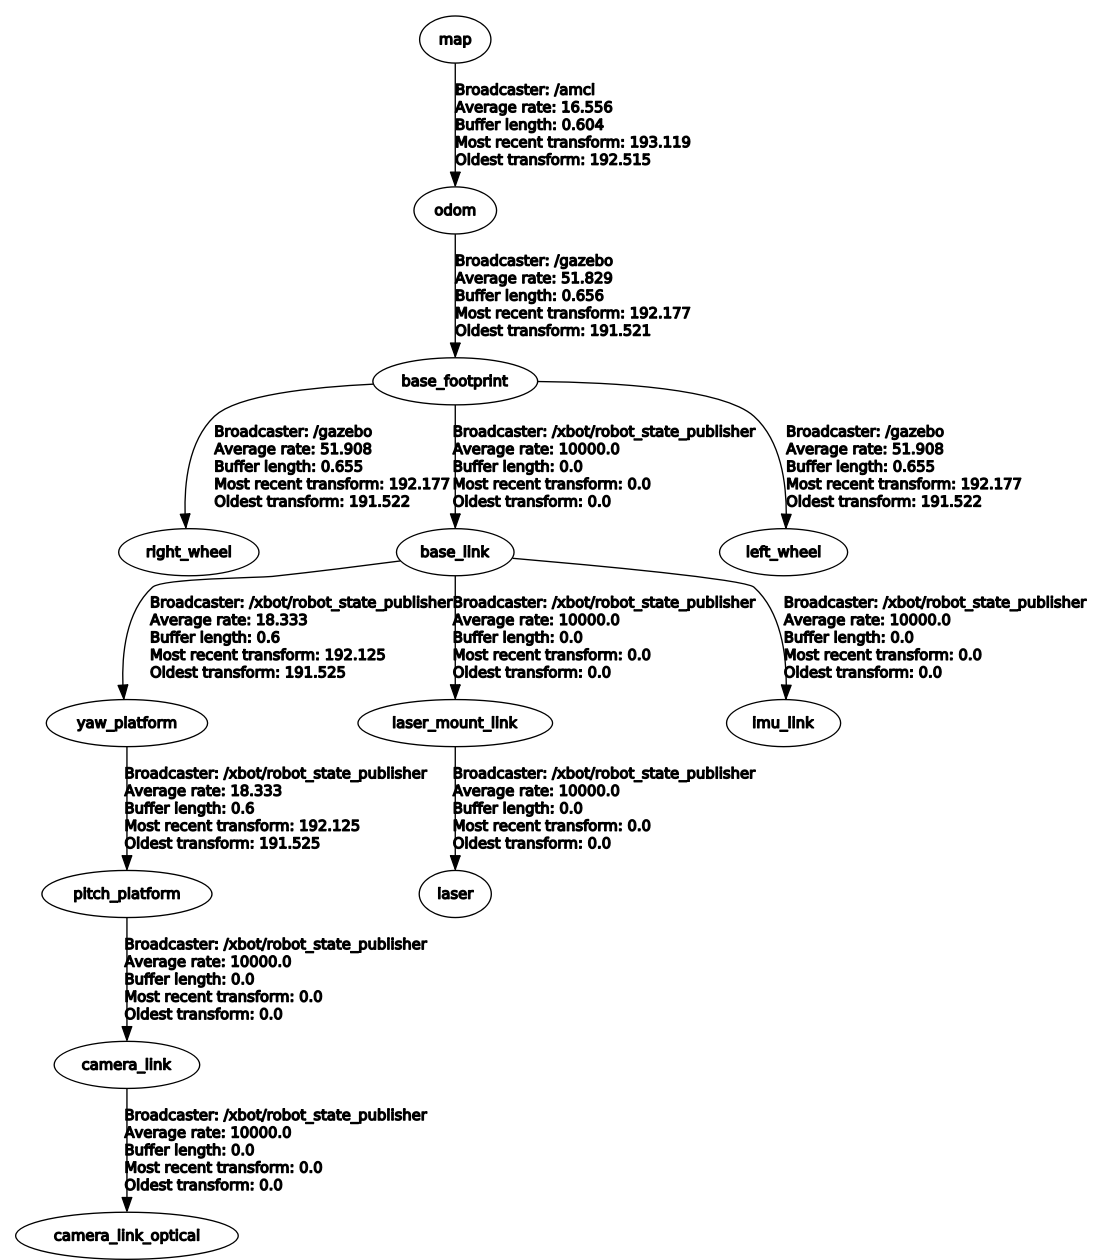 map
Broadcaster: /amcl
Average rate: 16.556
Buffer length: 0.604
Most recent transform: 193.119
Oldest transform: 192.515
odom
Broadcaster: /gazebo
Average rate: 51.829
Buffer length: 0.656
Most recent transform: 192.177
Oldest transform: 191.521
base_footprint
Broadcaster: /gazebo
Average rate: 51.908
Buffer length: 0.655
Most recent transform: 192.177
Oldest transform: 191.522
Broadcaster: /xbot/robot_state_publisher
Average rate: 10000.0
Buffer length: 0.0
Most recent transform: 0.0
Oldest transform: 0.0
Broadcaster: /gazebo
Average rate: 51.908
Buffer length: 0.655
Most recent transform: 192.177
Oldest transform: 191.522
right_wheel
base_link
left_wheel
Broadcaster: /xbot/robot_state_publisher
Average rate: 18.333
Buffer length: 0.6
Most recent transform: 192.125
Oldest transform: 191.525
Broadcaster: /xbot/robot_state_publisher
Average rate: 10000.0
Buffer length: 0.0
Most recent transform: 0.0
Oldest transform: 0.0
Broadcaster: /xbot/robot_state_publisher
Average rate: 10000.0
Buffer length: 0.0
Most recent transform: 0.0
Oldest transform: 0.0
yaw_platform
laser_mount_link
imu_link
Broadcaster: /xbot/robot_state_publisher
Average rate: 18.333
Buffer length: 0.6
Most recent transform: 192.125
Oldest transform: 191.525
Broadcaster: /xbot/robot_state_publisher
Average rate: 10000.0
Buffer length: 0.0
Most recent transform: 0.0
Oldest transform: 0.0
pitch_platform
laser
Broadcaster: /xbot/robot_state_publisher
Average rate: 10000.0
Buffer length: 0.0
Most recent transform: 0.0
Oldest transform: 0.0
camera_link
Broadcaster: /xbot/robot_state_publisher
Average rate: 10000.0
Buffer length: 0.0
Most recent transform: 0.0
Oldest transform: 0.0
camera_link_optical